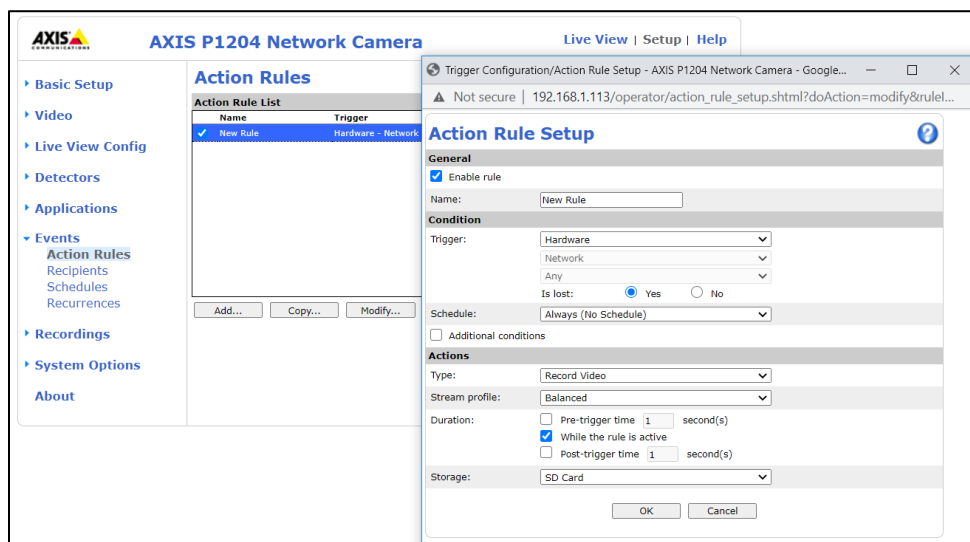 AXIS
COMMUNICATIONS
AXIS P1204 Network Camera
Live View | Setup | Help
Basic Setup
Video
Live View Config
Detectors
Applications
Events
Action Rules
Recipients
Schedules
Recurrences
Recordings
System Options
About
Action Rules
Action Rule List
Name Trigger
New Rule Hardware - Network
Add... Copy... Modify...
Trigger Configuration/Action Rule Setup - AXIS P1204 Network Camera - Google...
Not secure | 192.168.1.113/operator/action_rule_setup.shtml?doAction=modify&ruleI...
Action Rule Setup
?
General
Enable rule
Name: New Rule
Condition
Trigger: Hardware
Network
Any
Is lost: Yes No
Schedule: Always (No Schedule)
Additional conditions
Actions
Type: Record Video
Stream profile: Balanced
Duration: Pre-trigger time 1 second(s)
While the rule is active
Post-trigger time 1 second(s)
Storage: SD Card
OK Cancel